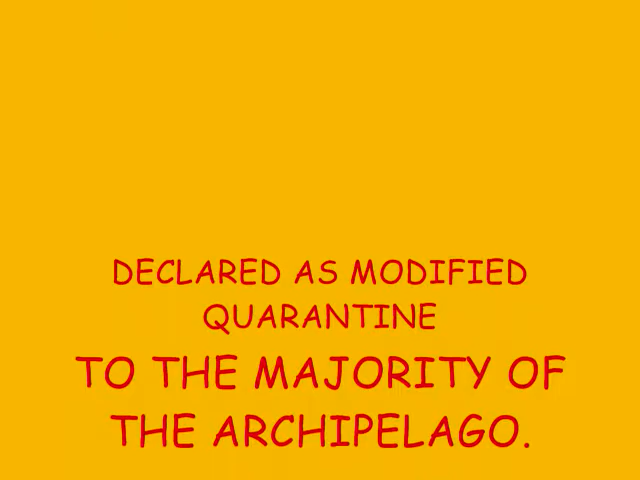 DECLARED AS MODIFIED
QUARANTINE
TO THE MAJORITY OF
THE ARCHIPELAGO.